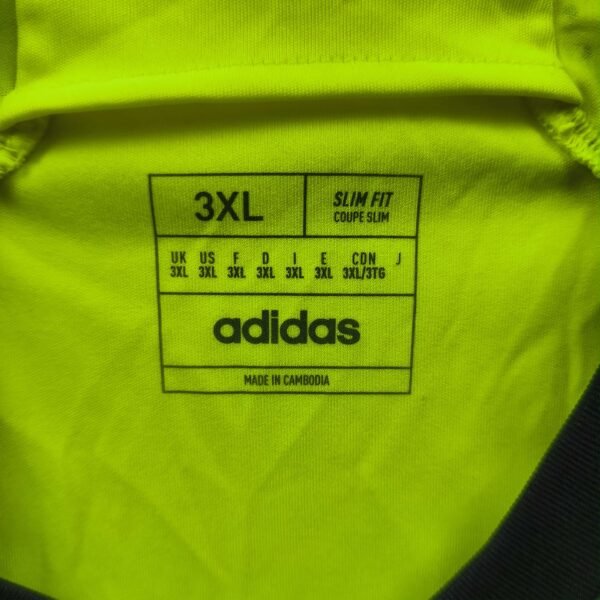 3XL
SLIM FIT
COUPE SLIM
UK US F D I E CDN J
3XL 3XL 3XL 3XL 3XL 3XL 3XL/3TG
adidas
MADE IN CAMBODIA